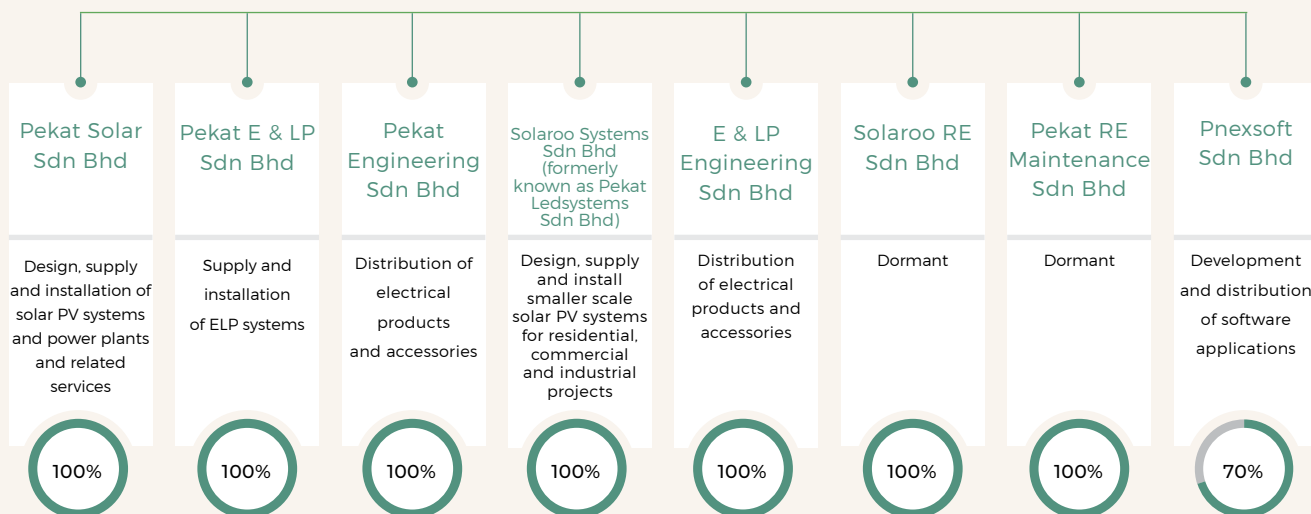 Pekat Solar
Sdn Bhd
Design, supply
and installation of
solar PV systems
and power plants
and related
services
100%
Pekat E & LP
Sdn Bhd
Supply and
installation
of ELP systems
100%
Pekat
Engineering
Sdn Bhd
Distribution of
electrical
products
and accessories
100%
Solaroo Systems
Sdn Bhd
(formerly
known as Pekat
Ledsystems
Sdn Bhd)
Design, supply
and install
smaller scale
solar PV systems
for residential,
commercial
and industrial
projects
100%
E & LP
Engineering
Sdn Bhd
Distribution
of electrical
products and
accessories
100%
Solaroo RE
Sdn Bhd
Dormant
100%
Pekat RE
Maintenance
Sdn Bhd
Dormant
100%
Pnexsoft
Sdn Bhd
Development
and distribution
of software
applications
70%